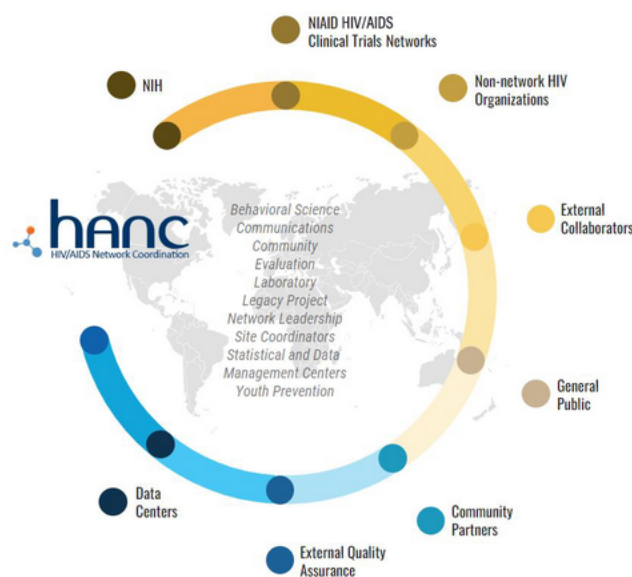 NIAID HIV/AIDS
Clinical Trials Networks
NIH
Non-network HIV
Organizations
hanc
HIV/AIDS Network Coordination
Behavioral Science
Communications
Community
Evaluation
Laboratory
Legacy Project
Network Leadership
Site Coordinators
Statistical and Data
Management Centers
Youth Prevention
External
Collaborators
General
Public
Data
Centers
Community
Partners
External Quality
Assurance